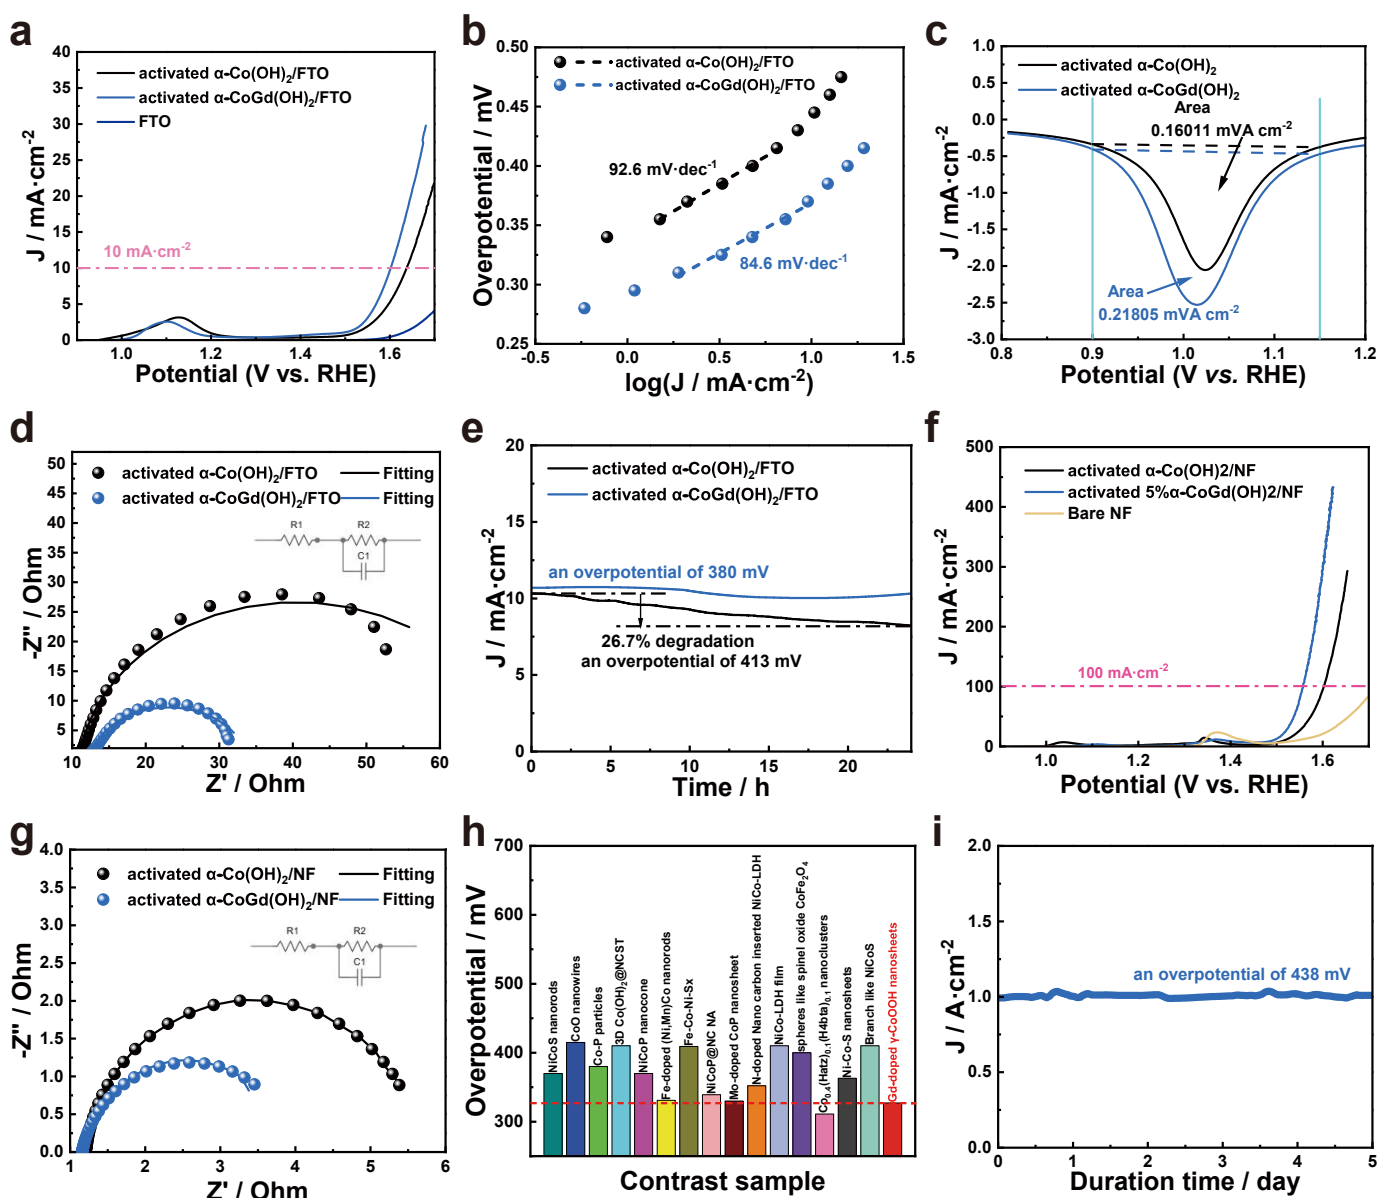 a
40
35
30
25
20
15
10
5
0
J / mA·cm⁻²
activated α-Co(OH)₂/FTO
activated α-CoGd(OH)₂/FTO
FTO
10 mA·cm⁻²
1.0 1.2 1.4 1.6
Potential (V vs. RHE)
b
0.50
0.45
0.40
0.35
0.30
0.25
Overpotential / mV
activated α-Co(OH)₂/FTO
activated α-CoGd(OH)₂/FTO
92.6 mV·dec⁻¹
84.6 mV·dec⁻¹
-0.5 0.0 0.5 1.0 1.5
log(J / mA·cm⁻²)
c
0.5
0.0
-0.5
-1.0
-1.5
-2.0
-2.5
-3.0
J / mA·cm⁻²
activated α-Co(OH)₂
activated α-CoGd(OH)₂
Area
0.16011 mVA cm⁻²
Area
0.21805 mVA cm⁻²
0.8 0.9 1.0 1.1 1.2
Potential (V vs. RHE)
d
50
45
40
35
30
25
20
15
10
5
-Z'' / Ohm
activated α-Co(OH)₂/FTO Fitting
activated α-CoGd(OH)₂/FTO Fitting
R1 R2
C1
10 20 30 40 50 60
Z' / Ohm
e
20
15
10
5
0
J / mA·cm⁻²
activated α-Co(OH)₂/FTO
activated α-CoGd(OH)₂/FTO
an overpotential of 380 mV
26.7% degradation
an overpotential of 413 mV
0 5 10 15 20
Time / h
f
500
400
300
200
100
0
J / mA·cm⁻²
activated α-Co(OH)2/NF
activated 5%α-CoGd(OH)2/NF
Bare NF
100 mA·cm⁻²
1.0 1.2 1.4 1.6
Potential (V vs. RHE)
g
4.0
3.5
3.0
2.5
2.0
1.5
1.0
0.5
0.0
-Z'' / Ohm
activated α-Co(OH)₂/NF Fitting
activated α-CoGd(OH)₂/NF Fitting
R1 R2
C1
1 2 3 4 5 6
Z' / Ohm
h
700
600
500
400
300
Overpotential / mV
NiCoS nanorods
CoO nanowires
Co-P particles
3D Co(OH)₂@NCST
NiCoP nanocone
Fe-doped (Ni,Mn)Co nanorods
Fe-Co-Ni-Sx
NiCoP@NC NA
Mo-doped CoP nanosheet
N-doped Nano carbon inserted NiCo-LDH
NiCo-LDH film
spheres like spinel oxide CoFe₂O₄
Co₀.₄(Hatz)₀.₁(H4bta)₀.₁ nanoclusters
Ni-Co-S nanosheets
Branch like NiCoS
Gd-doped γ-CoOOH nanosheets
Contrast sample
i
2.0
1.5
1.0
0.5
0.0
J / A·cm⁻²
an overpotential of 438 mV
0 1 2 3 4 5
Duration time / day